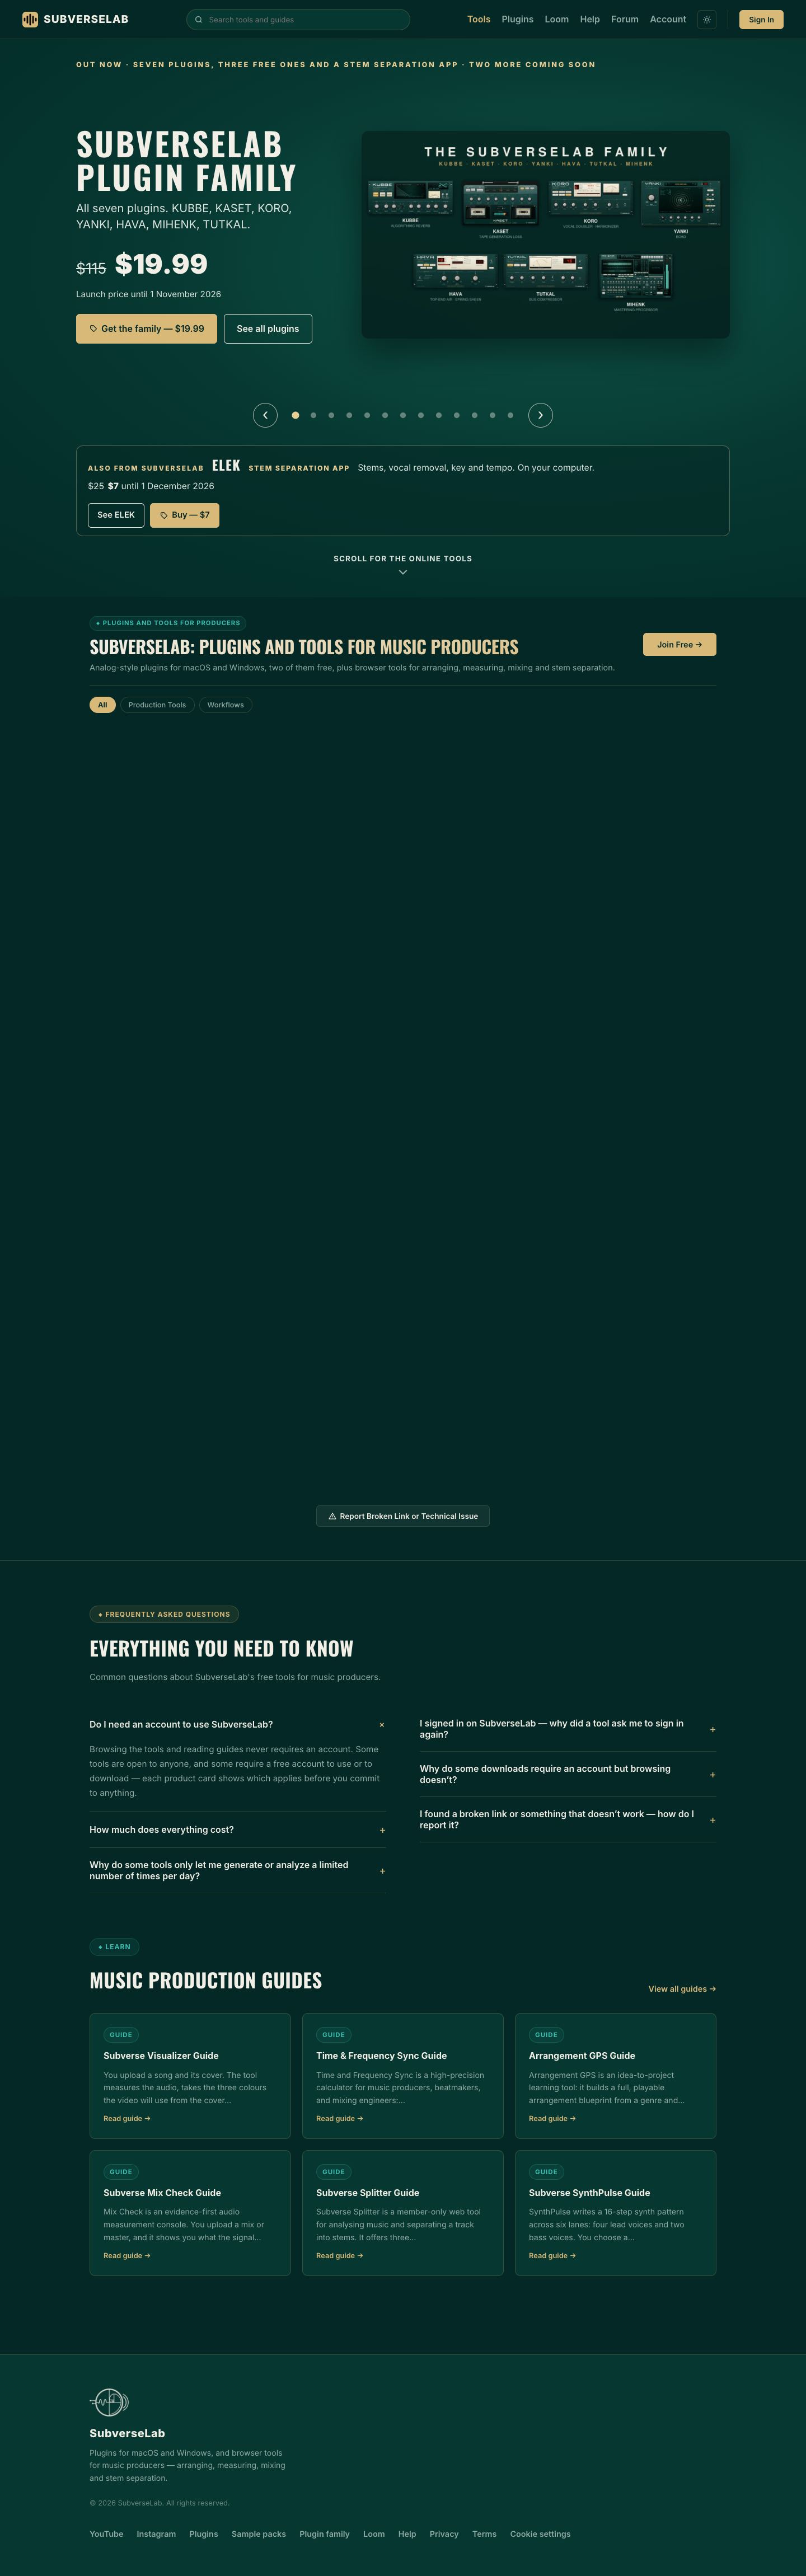 SUBVERSELAB
Search tools and guides
Tools
Plugins
Loom
Help
Forum
Account
Sign In
OUT NOW · SEVEN PLUGINS, THREE FREE ONES AND A STEM SEPARATION APP · TWO MORE COMING SOON
SUBVERSELAB
PLUGIN FAMILY
All seven plugins. KUBBE, KASET, KORO,
YANKI, HAVA, MIHENK, TUTKAL.
$115 $19.99
Launch price until 1 November 2026
Get the family — $19.99
See all plugins
THE SUBVERSELAB FAMILY
KUBBE · KASET · KORO · YANKI · HAVA · TUTKAL · MIHENK
KUBBE
ALGORITHMIC REVERB
KASET
TAPE GENERATION LOSS
KORO
VOCAL DOUBLER · HARMONIZER
YANKI
ECHO
HAVA
TUTKAL
BUS COMPRESSOR
MIHENK
MASTERING PROCESSOR
ALSO FROM SUBVERSELAB ELEK STEM SEPARATION APP Stems, vocal removal, key and tempo. On your computer.
$25 $7 until 1 December 2026
See ELEK
Buy — $7
SCROLL FOR THE ONLINE TOOLS
PLUGINS AND TOOLS FOR PRODUCERS
SUBVERSELAB: PLUGINS AND TOOLS FOR MUSIC PRODUCERS
Join Free →
Analog-style plugins for macOS and Windows, two of them free, plus browser tools for arranging, measuring, mixing and stem separation.
All
Production Tools
Workflows
Report Broken Link or Technical Issue
FREQUENTLY ASKED QUESTIONS
EVERYTHING YOU NEED TO KNOW
Common questions about SubverseLab's free tools for music producers.
Do I need an account to use SubverseLab?
Browsing the tools and reading guides never requires an account. Some
tools are open to anyone, and some require a free account to use or to
download — each product card shows which applies before you commit
to anything.
How much does everything cost?
Why do some tools only let me generate or analyze a limited
number of times per day?
I signed in on SubverseLab — why did a tool ask me to sign in
again?
Why do some downloads require an account but browsing
doesn't?
I found a broken link or something that doesn't work — how do I
report it?
LEARN
MUSIC PRODUCTION GUIDES
View all guides →
GUIDE
Subverse Visualizer Guide
You upload a song and its cover. The tool
measures the audio, takes the three colours
the video will use from the cover...
Read guide →
GUIDE
Time & Frequency Sync Guide
Time and Frequency Sync is a high-precision
calculator for music producers, beatmakers,
and mixing engineers:...
Read guide →
GUIDE
Arrangement GPS Guide
Arrangement GPS is an idea-to-project
learning tool: it builds a full, playable
arrangement blueprint from a genre and...
Read guide →
GUIDE
Subverse Mix Check Guide
Mix Check is an evidence-first audio
measurement console. You upload a mix or
master, and it shows you what the signal...
Read guide →
GUIDE
Subverse Splitter Guide
Subverse Splitter is a member-only web tool
for analysing music and separating a track
into stems. It offers three...
Read guide →
GUIDE
Subverse SynthPulse Guide
SynthPulse writes a 16-step synth pattern
across six lanes: four lead voices and two
bass voices. You choose a...
Read guide →
SubverseLab
Plugins for macOS and Windows, and browser tools
for music producers — arranging, measuring, mixing
and stem separation.
© 2026 SubverseLab. All rights reserved.
YouTube
Instagram
Plugins
Sample packs
Plugin family
Loom
Help
Privacy
Terms
Cookie settings